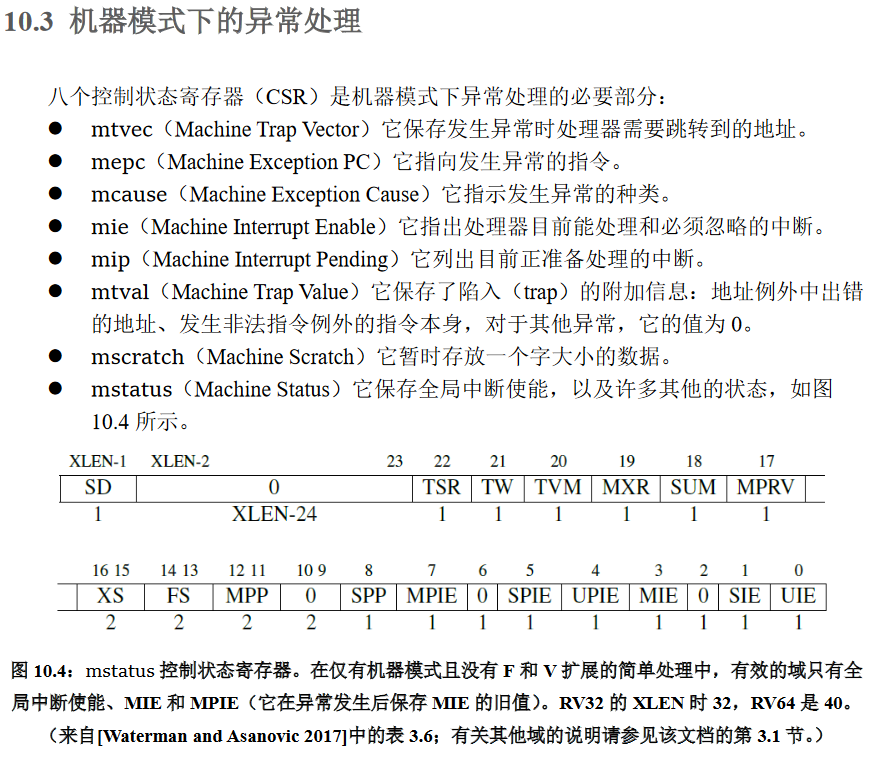 10.3 机器模式下的异常处理
八个控制状态寄存器（CSR）是机器模式下异常处理的必要部分：
● mtvec（Machine Trap Vector）它保存发生异常时处理器需要跳转到的地址。
● mepc（Machine Exception PC）它指向发生异常的指令。
● mcause（Machine Exception Cause）它指示发生异常的种类。
● mie（Machine Interrupt Enable）它指出处理器目前能处理和必须忽略的中断。
● mip（Machine Interrupt Pending）它列出目前正准备处理的中断。
● mtval（Machine Trap Value）它保存了陷入（trap）的附加信息：地址例外中出错
的地址、发生非法指令例外的指令本身，对于其他异常，它的值为 0。
● mscratch（Machine Scratch）它暂时存放一个字大小的数据。
● mstatus（Machine Status）它保存全局中断使能，以及许多其他的状态，如图
10.4 所示。
XLEN-1 XLEN-2 23 22 21 20 19 18 17
SD 0 TSR TW TVM MXR SUM MPRV
1 XLEN-24 1 1 1 1 1 1
16 15 14 13 12 11 10 9 8 7 6 5 4 3 2 1 0
XS FS MPP 0 SPP MPIE 0 SPIE UPIE MIE 0 SIE UIE
2 2 2 2 1 1 1 1 1 1 1 1 1
图 10.4：mstatus 控制状态寄存器。在仅有机器模式且没有 F 和 V 扩展的简单处理中，有效的域只有全
局中断使能、MIE 和 MPIE（它在异常发生后保存 MIE 的旧值）。RV32 的 XLEN 时 32，RV64 是 40。
（来自[Waterman and Asanovic 2017]中的表 3.6；有关其他域的说明请参见该文档的第 3.1 节。）